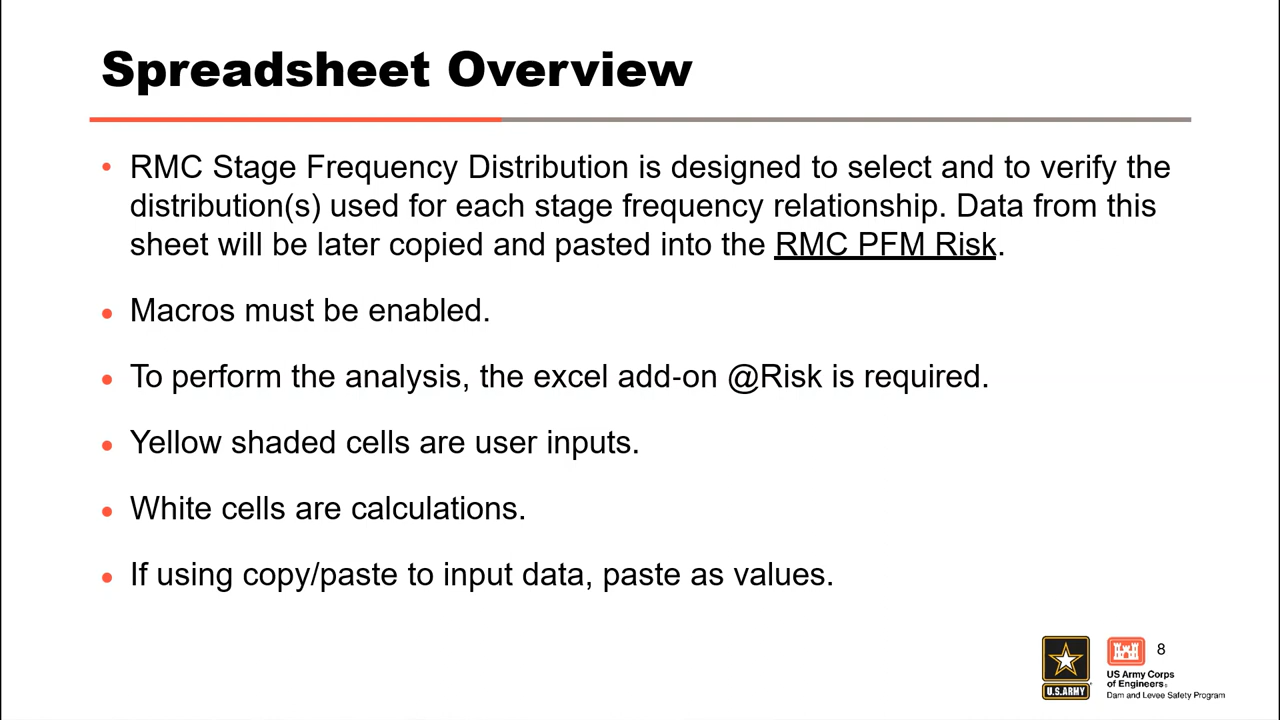 Spreadsheet Overview
• RMC Stage Frequency Distribution is designed to select and to verify the
distribution(s) used for each stage frequency relationship. Data from this
sheet will be later copied and pasted into the RMC PFM Risk.
• Macros must be enabled.
• To perform the analysis, the excel add-on @Risk is required.
• Yellow shaded cells are user inputs.
• White cells are calculations.
• If using copy/paste to input data, paste as values.
8
U.S.ARMY
US Army Corps
of Engineers®
Dam and Levee Safety Program